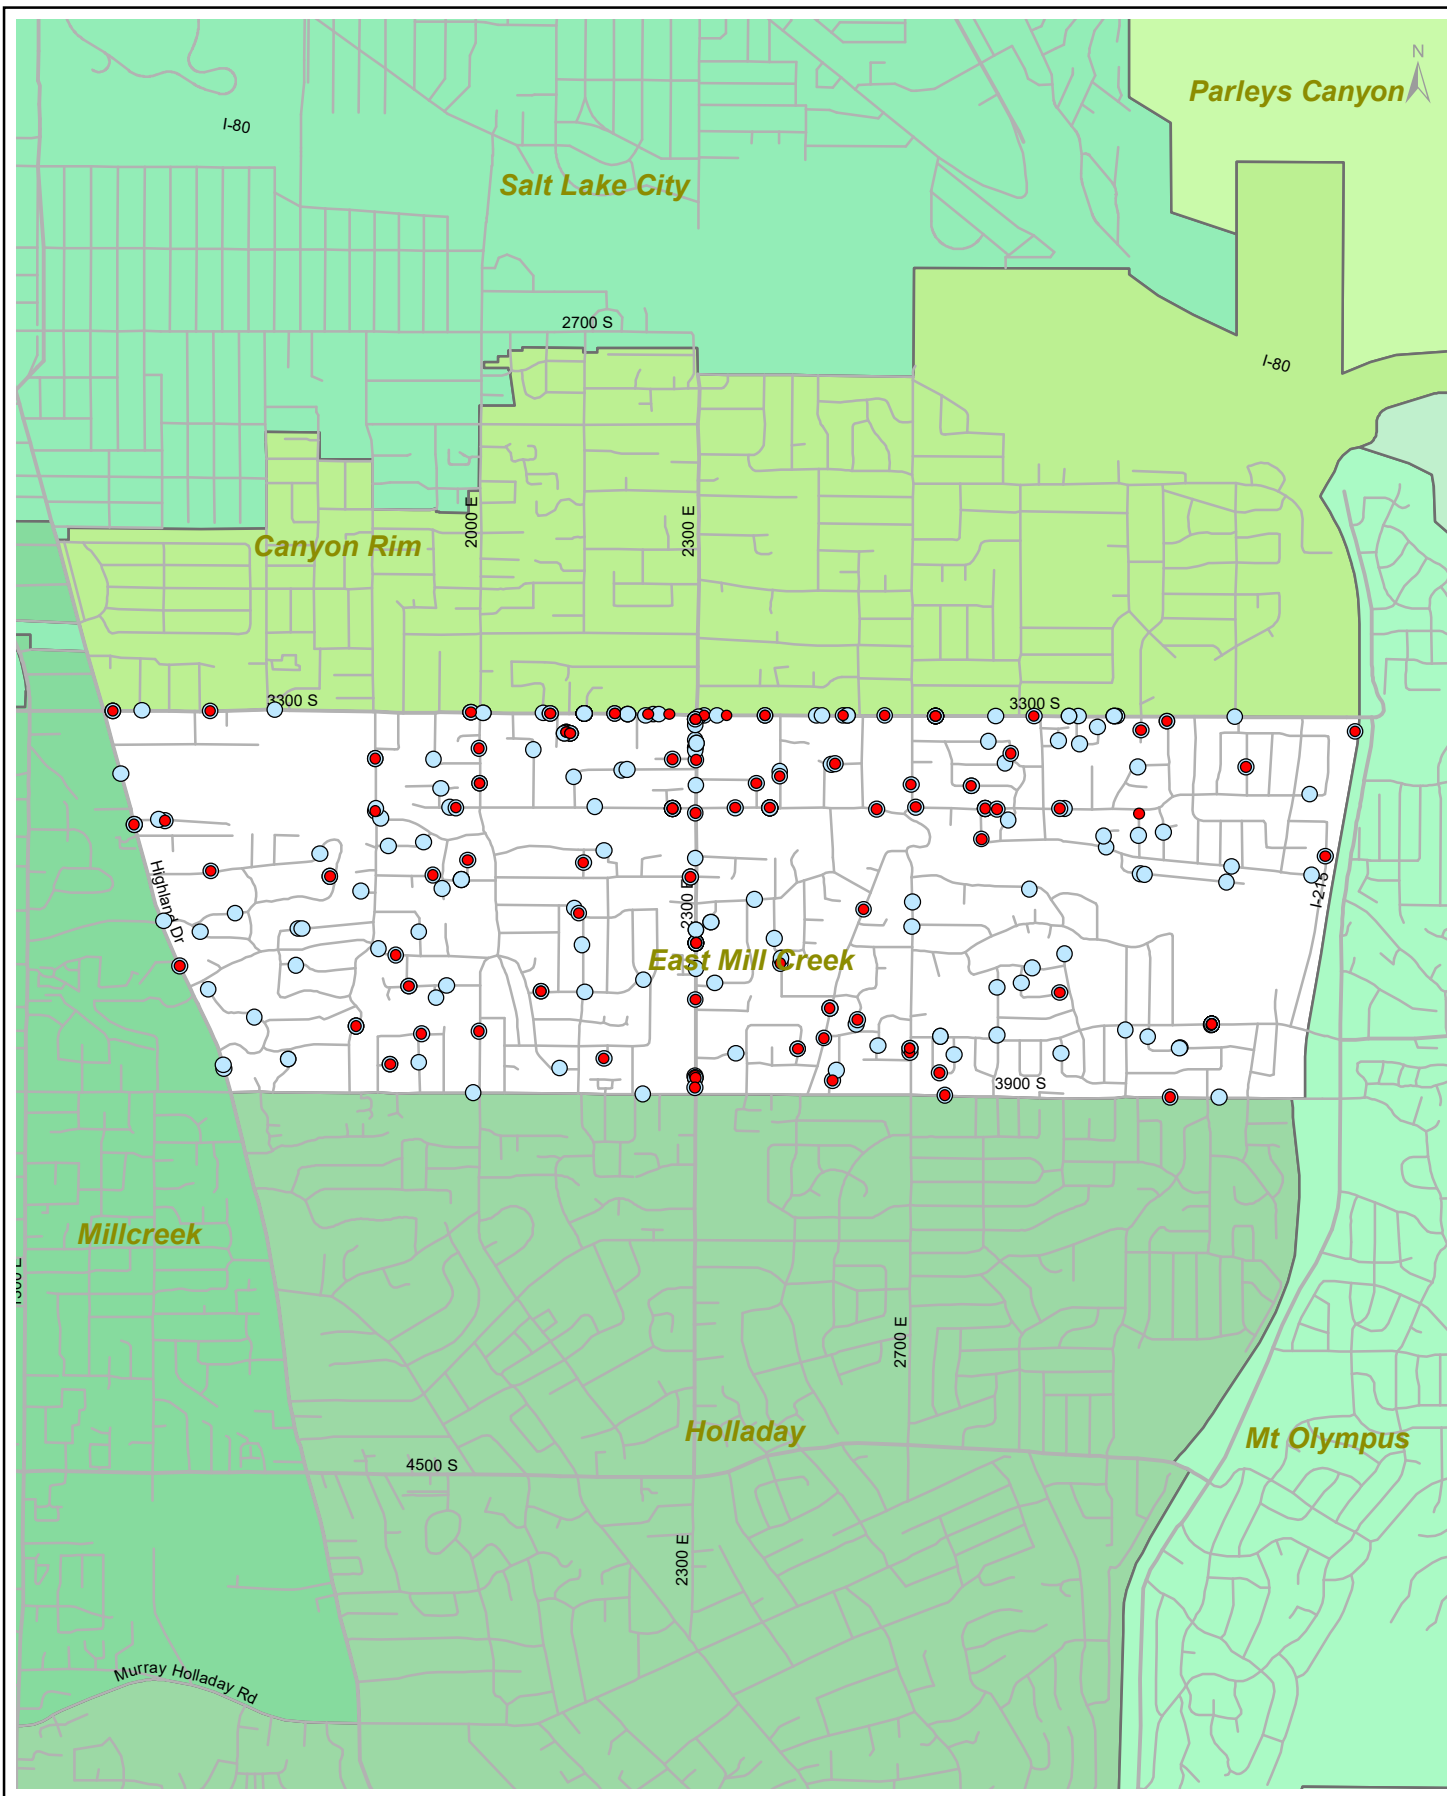 N
Parleys Canyon
I-80
Salt Lake City
2700 S
I-80
2000 E
2300 E
Canyon Rim
3300 S
3300 S
Highland Dr
2300 E
I-215
East Mill Creek
3900 S
Millcreek
2700 E
Holladay
Mt Olympus
4500 S
2300 E
Murray Holladay Rd